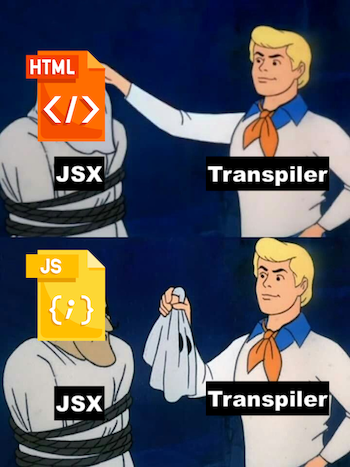 HTML
</>
JSX
Transpiler
JS
{;}
JSX
Transpiler